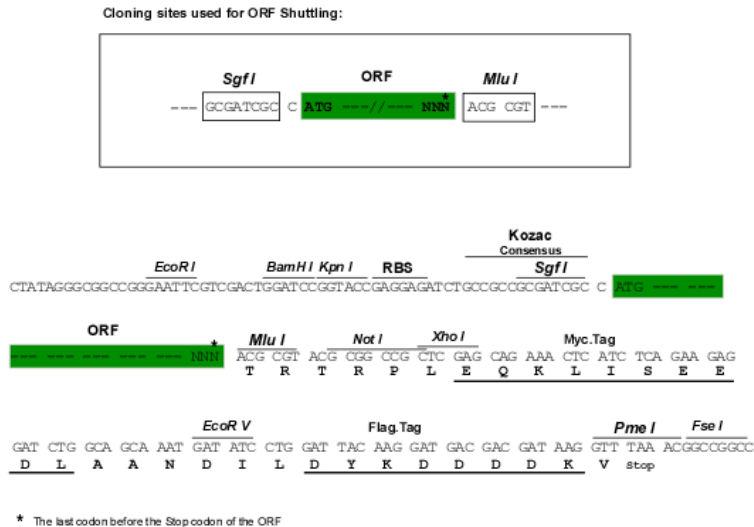 Cloning sites used for ORF Shuttling:
Sgf I ORF Mlu I
*
--- GCGATCGC C ATG ---//--- NNN ACG CGT ---
Kozac
Consensus
EcoR I BamH I Kpn I RBS Sgf I
CTATAGGGCGGCCGGGAATTCGTCGACTGGATCCGGTACCGAGGAGATCTGCCGCCGCGATCGC C ATG --- ---
ORF
* Mlu I Not I Xho I Myc.Tag
--- --- --- --- --- --- NNN ACG CGT ACG CGG CCG CTC GAG CAG AAA CTC ATC TCA GAA GAG
T R T R P L E Q K L I S E E
EcoR V Flag.Tag Pme I Fse I
GAT CTG GCA GCA AAT GAT ATC CTG GAT TAC AAG GAT GAC GAC GAT AAG GTT TAA ACGGCCGGCC
D L A A N D I L D Y K D D D D K V Stop
* The last codon before the Stop codon of the ORF